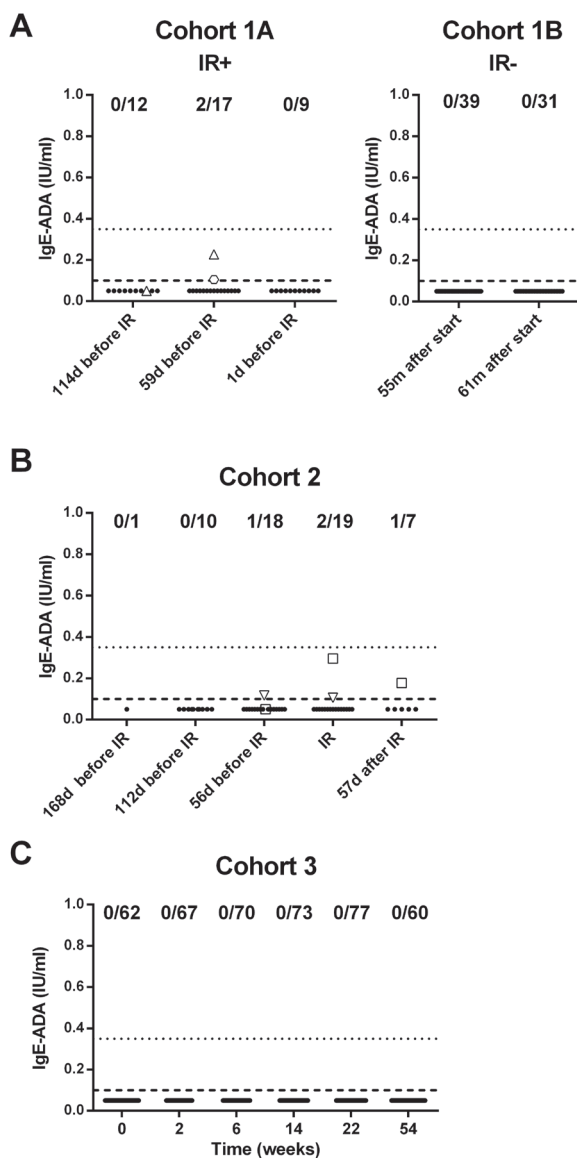 A
Cohort 1A
IR+
Cohort 1B
IR-
0/12 2/17 0/9
0/39 0/31
IgE-ADA (IU/ml)
1.0
0.8
0.6
0.4
0.2
0.0
114d before IR
59d before IR
1d before IR
IgE-ADA (IU/ml)
1.0
0.8
0.6
0.4
0.2
0.0
55m after start
61m after start
B
Cohort 2
0/1 0/10 1/18 2/19 1/7
IgE-ADA (IU/ml)
1.0
0.8
0.6
0.4
0.2
0.0
168d before IR
112d before IR
56d before IR
IR
57d after IR
C
Cohort 3
0/62 0/67 0/70 0/73 0/77 0/60
IgE-ADA (IU/ml)
1.0
0.8
0.6
0.4
0.2
0.0
0 2 6 14 22 54
Time (weeks)